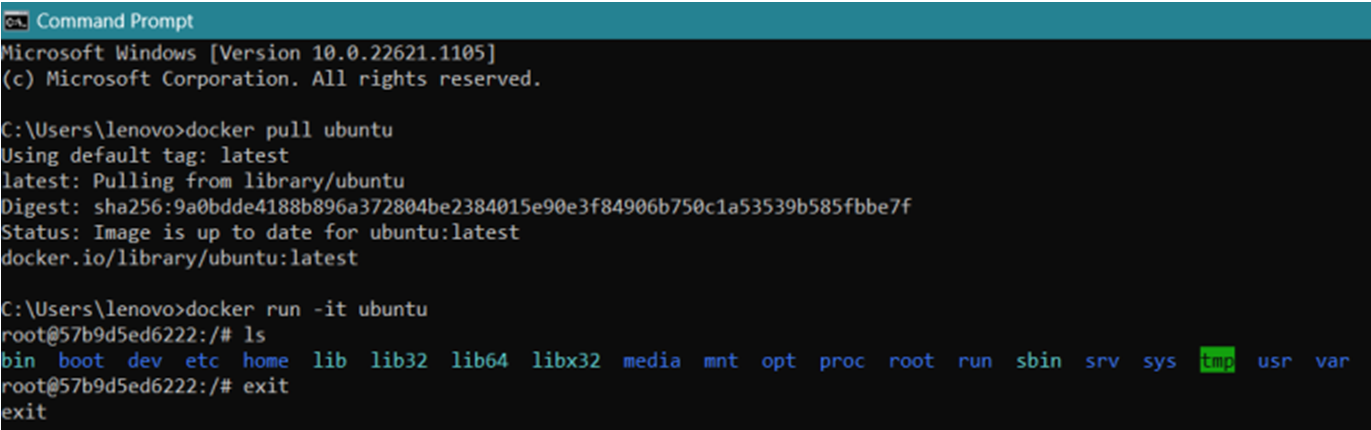 Command Prompt
Microsoft Windows [Version 10.0.22621.1105]
(c) Microsoft Corporation. All rights reserved.
C:\Users\lenovo>docker pull ubuntu
Using default tag: latest
latest: Pulling from library/ubuntu
Digest: sha256:9a0bdde4188b896a372804be2384015e90e3f84906b750c1a53539b585fbbe7f
Status: Image is up to date for ubuntu:latest
docker.io/library/ubuntu:latest
C:\Users\lenovo>docker run -it ubuntu
root@57b9d5ed6222:/# ls
bin boot dev etc home lib lib32 lib64 libx32 media mnt opt proc root run sbin srv sys tmp usr var
root@57b9d5ed6222:/# exit
exit